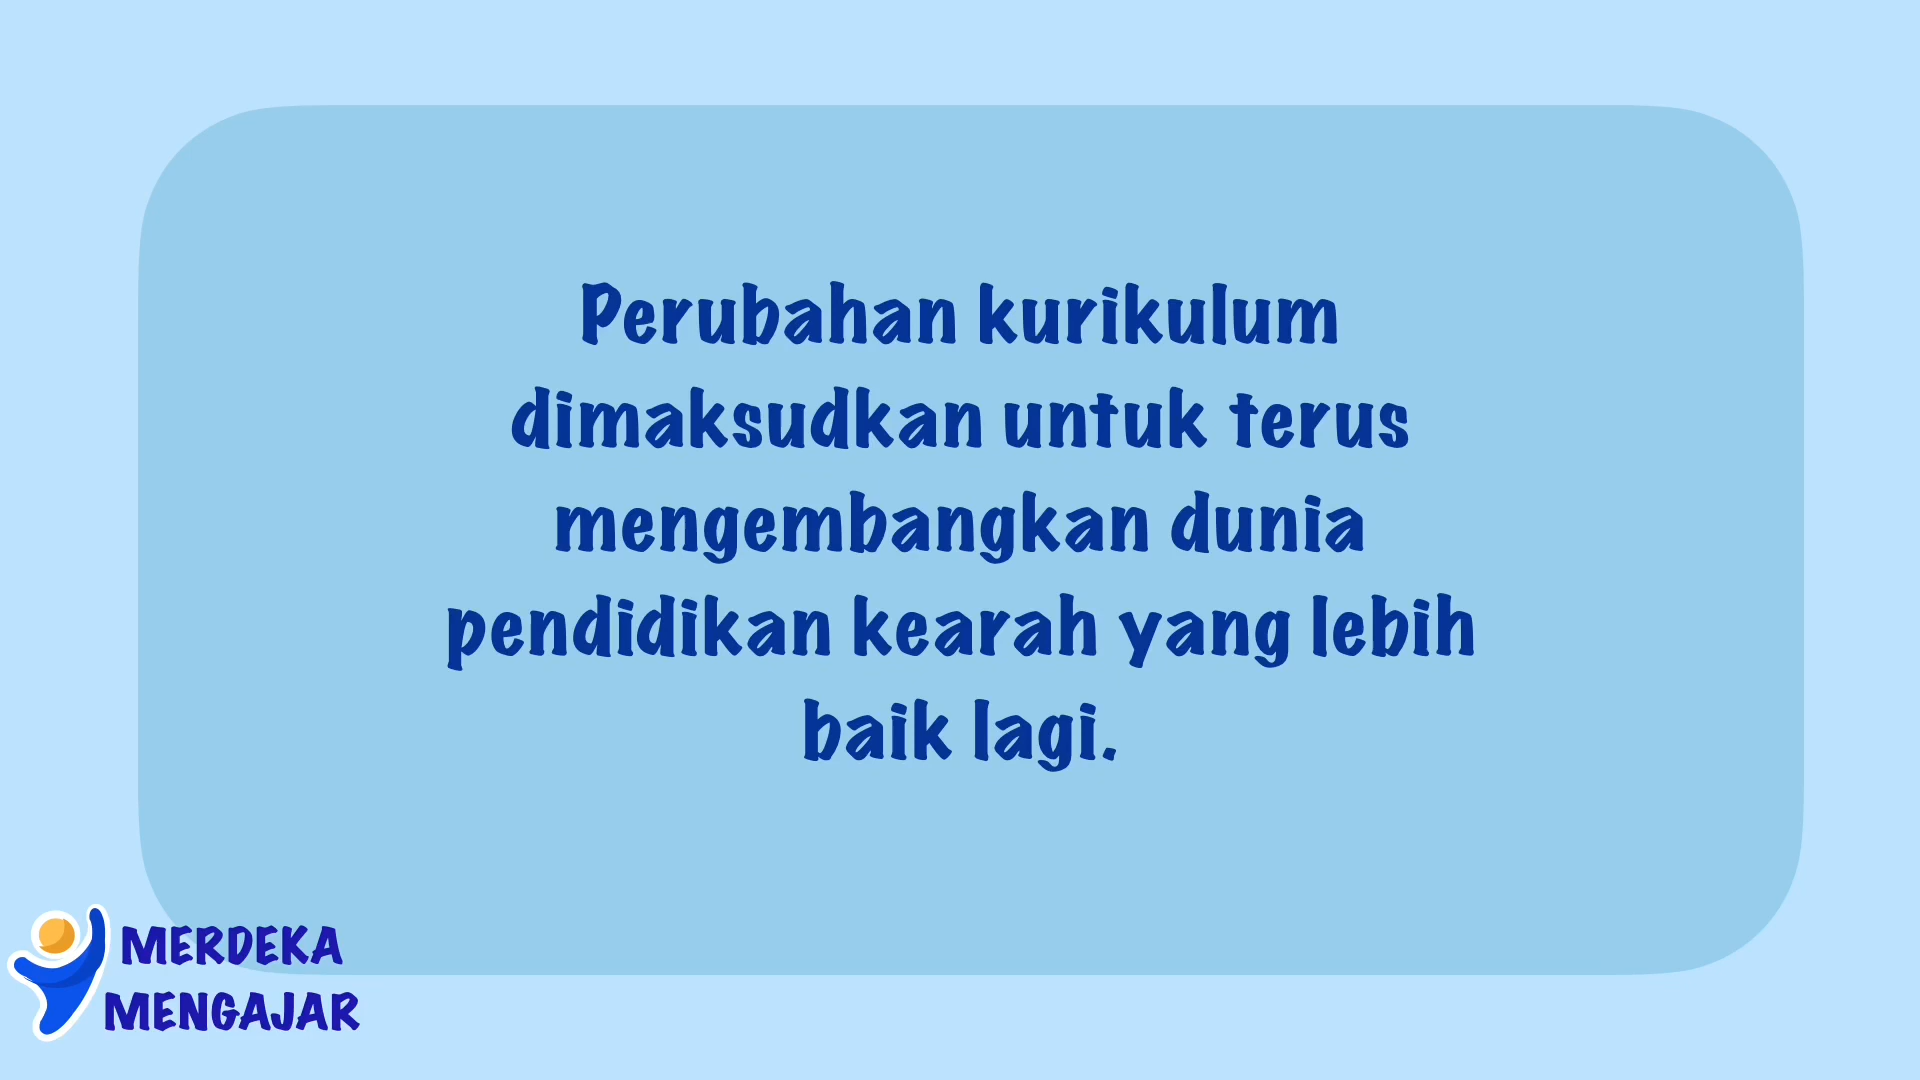 Perubahan kurikulum
dimaksudkan untuk terus
mengembangkan dunia
pendidikan kearah yang lebih
baik lagi.
MERDEKA
MENGAJAR